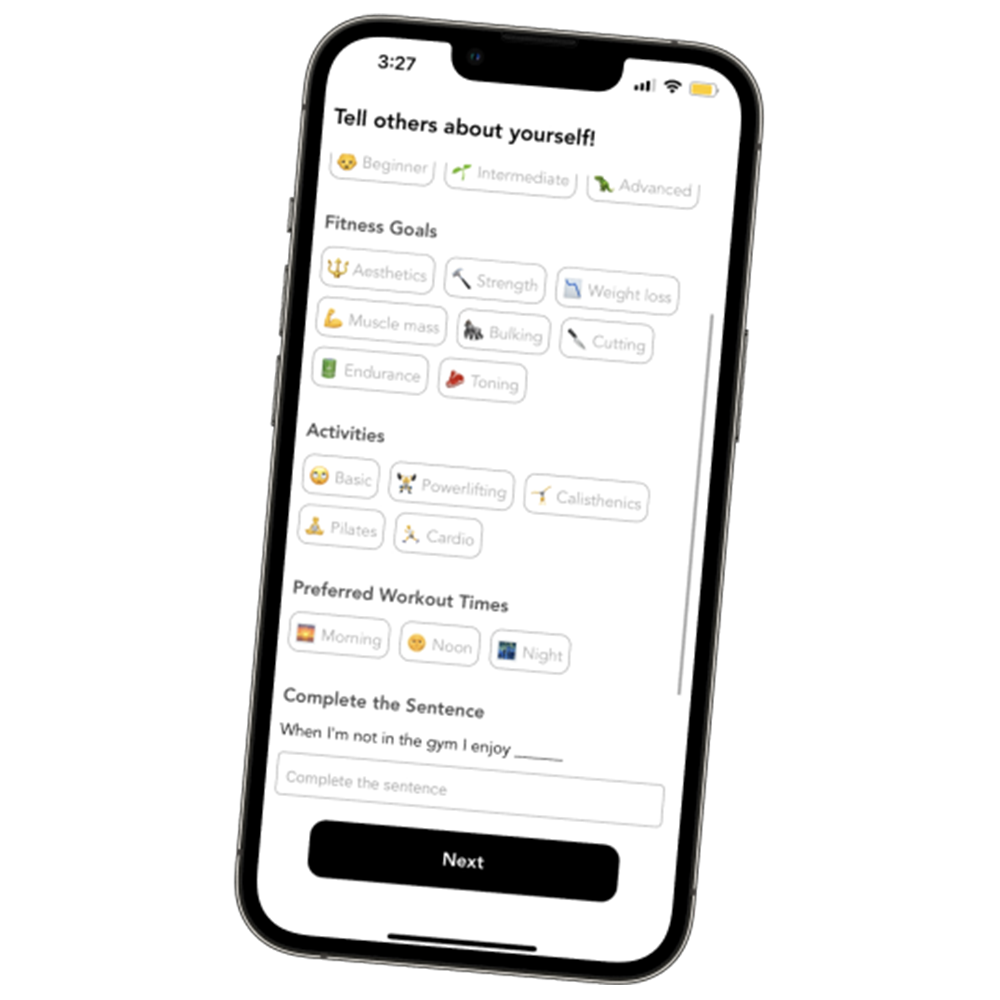 3:27
Tell others about yourself!
Beginner Intermediate Advanced
Fitness Goals
Aesthetics Strength Weight loss
Muscle mass Bulking Cutting
Endurance Toning
Activities
Basic Powerlifting Calisthenics
Pilates Cardio
Preferred Workout Times
Morning Noon Night
Complete the Sentence
When I'm not in the gym I enjoy ______
Complete the sentence
Next